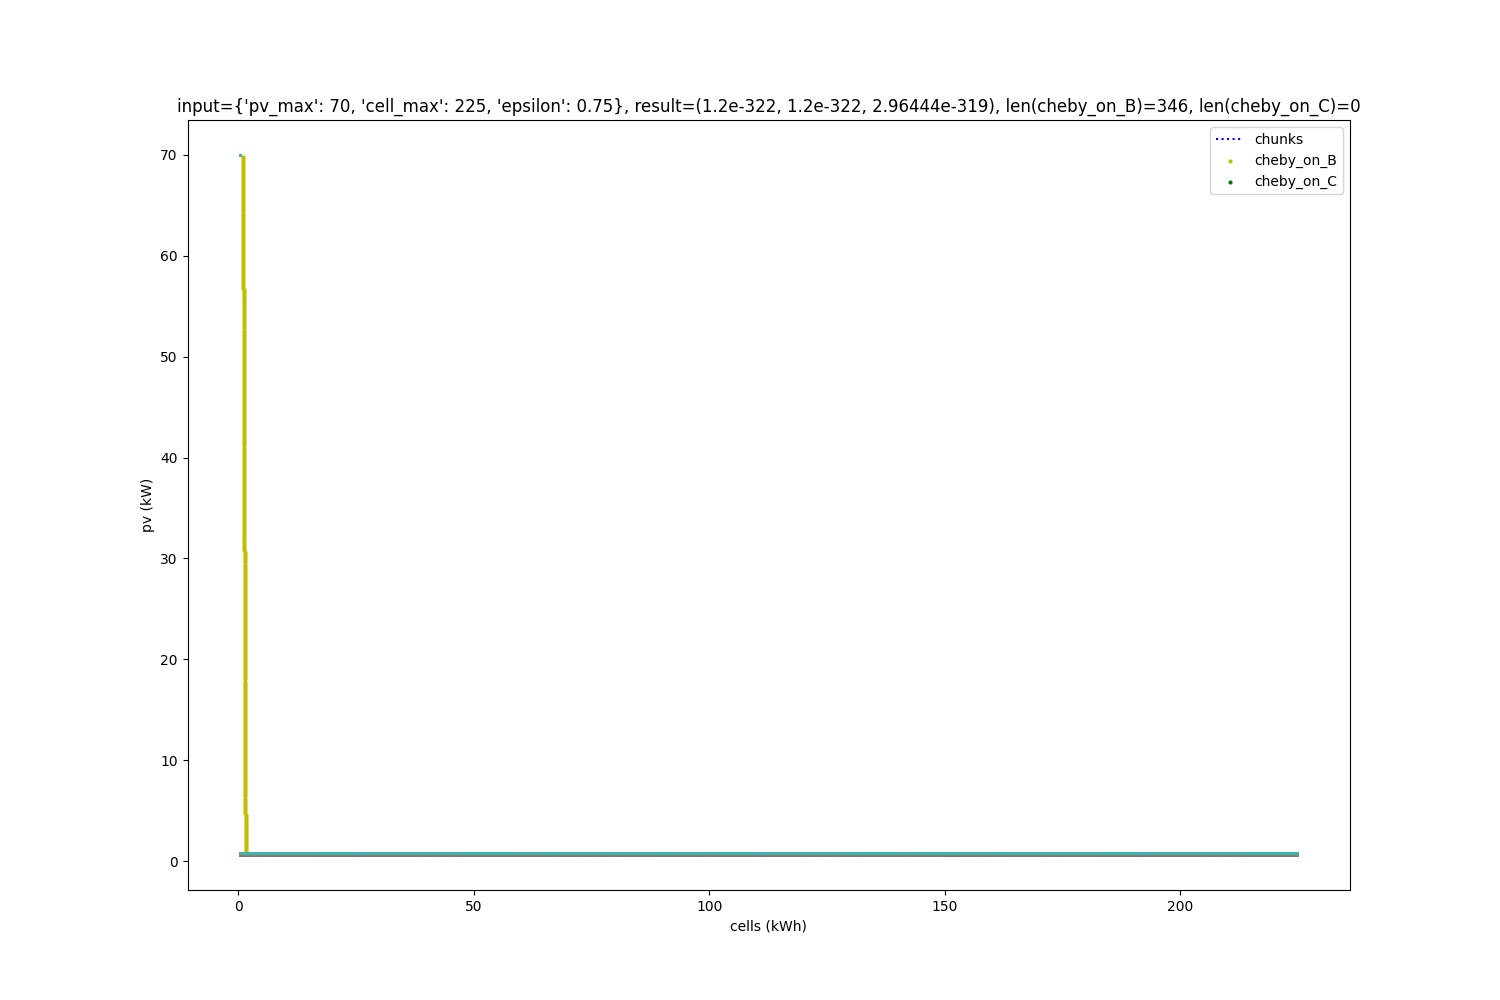 input={'pv_max': 70, 'cell_max': 225, 'epsilon': 0.75}, result=(1.2e-322, 1.2e-322, 2.96444e-319), len(cheby_on_B)=346, len(cheby_on_C)=0
chunks
cheby_on_B
cheby_on_C
70
60
50
40
30
20
10
0
pv (kW)
0 50 100 150 200
cells (kWh)